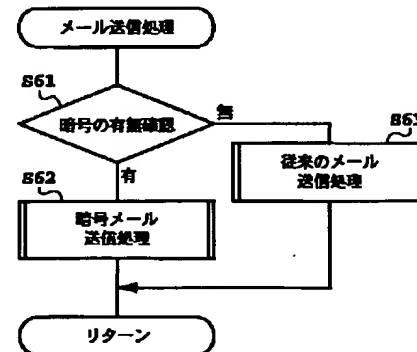 メール送信処理
S61
暗号の有無確認
無
S63
従来のメール
送信処理
有
S62
暗号メール
送信処理
リターン